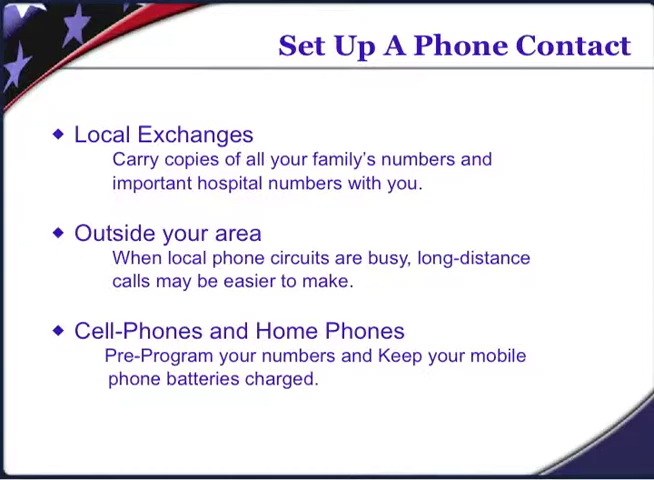 Set Up A Phone Contact
Local Exchanges
Carry copies of all your family's numbers and
important hospital numbers with you.
Outside your area
When local phone circuits are busy, long-distance
calls may be easier to make.
Cell-Phones and Home Phones
Pre-Program your numbers and Keep your mobile
phone batteries charged.